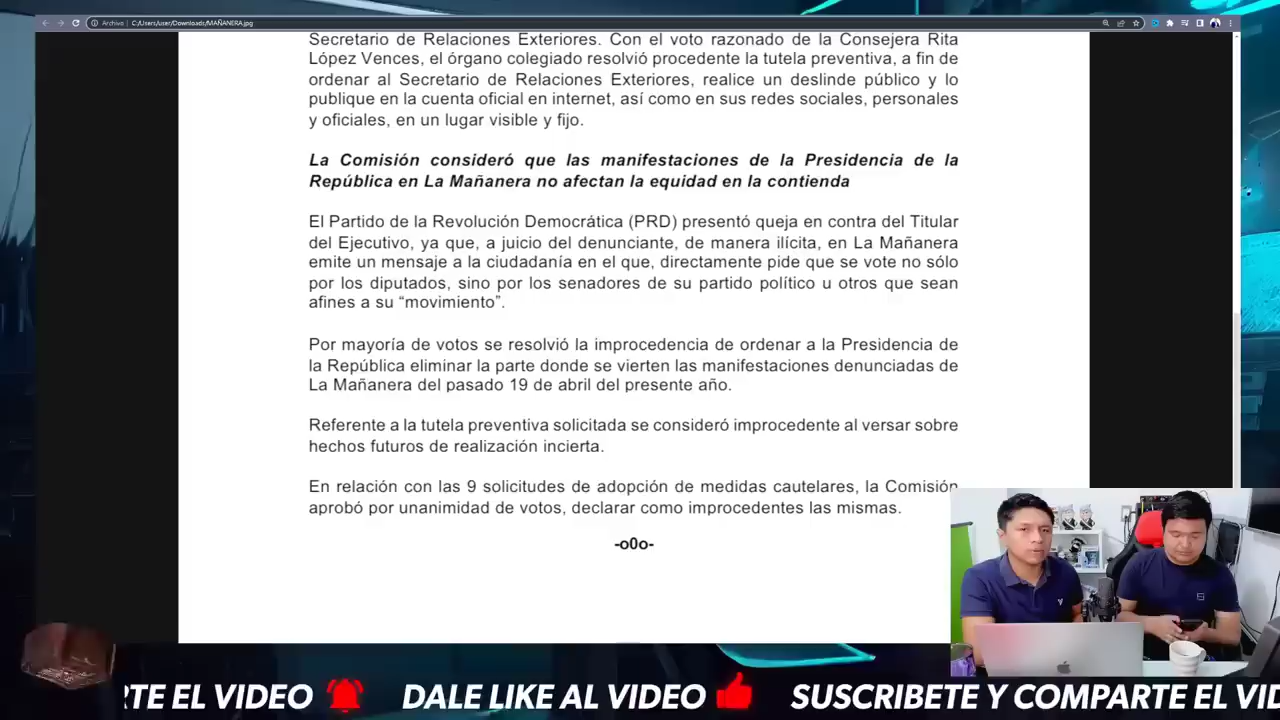 Archivo | C:/Users/user/Downloads/MAÑANERA.jpg
Secretario de Relaciones Exteriores. Con el voto razonado de la Consejera Rita
López Vences, el órgano colegiado resolvió procedente la tutela preventiva, a fin de
ordenar al Secretario de Relaciones Exteriores, realice un deslinde público y lo
publique en la cuenta oficial en internet, así como en sus redes sociales, personales
y oficiales, en un lugar visible y fijo.
La Comisión consideró que las manifestaciones de la Presidencia de la
República en La Mañanera no afectan la equidad en la contienda
El Partido de la Revolución Democrática (PRD) presentó queja en contra del Titular
del Ejecutivo, ya que, a juicio del denunciante, de manera ilícita, en La Mañanera
emite un mensaje a la ciudadanía en el que, directamente pide que se vote no sólo
por los diputados, sino por los senadores de su partido político u otros que sean
afines a su “movimiento”.
Por mayoría de votos se resolvió la improcedencia de ordenar a la Presidencia de
la República eliminar la parte donde se vierten las manifestaciones denunciadas de
La Mañanera del pasado 19 de abril del presente año.
Referente a la tutela preventiva solicitada se consideró improcedente al versar sobre
hechos futuros de realización incierta.
En relación con las 9 solicitudes de adopción de medidas cautelares, la Comisión
aprobó por unanimidad de votos, declarar como improcedentes las mismas.
-o0o-
RTE EL VIDEO DALE LIKE AL VIDEO SUSCRIBETE Y COMPARTE EL VID